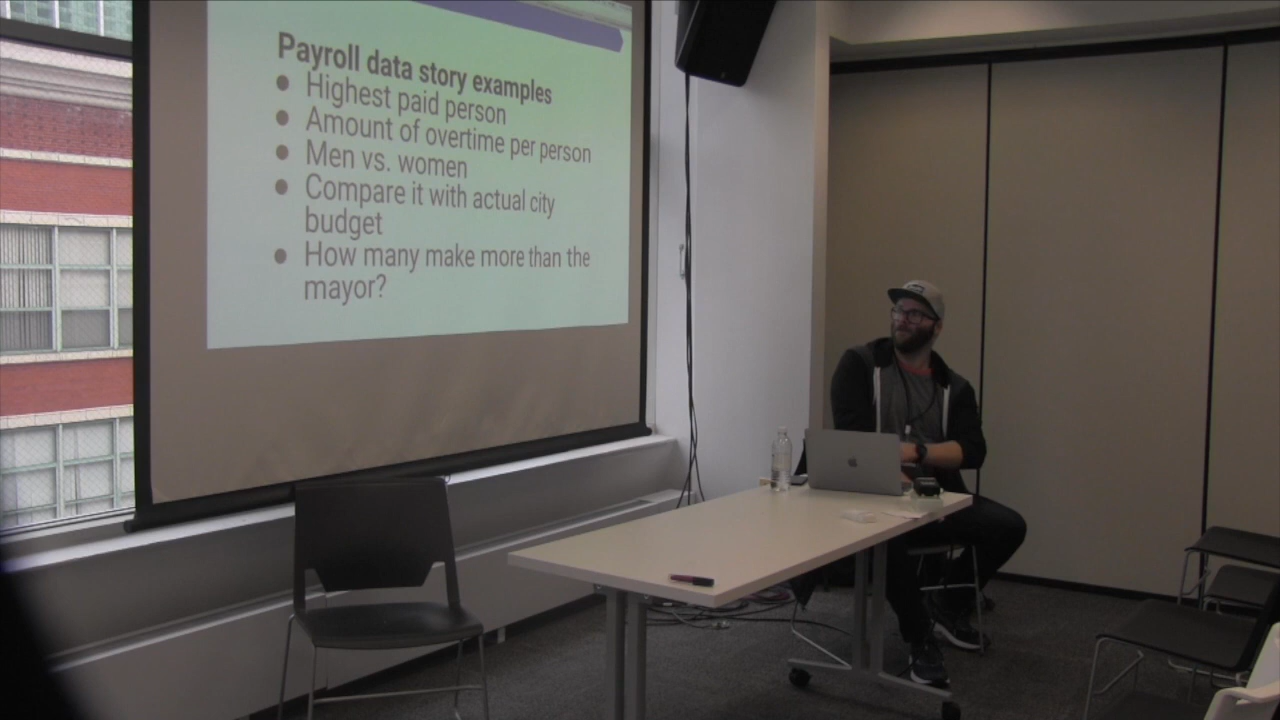 Payroll data story examples
● Highest paid person
● Amount of overtime per person
● Men vs. women
● Compare it with actual city
budget
● How many make more than the
mayor?